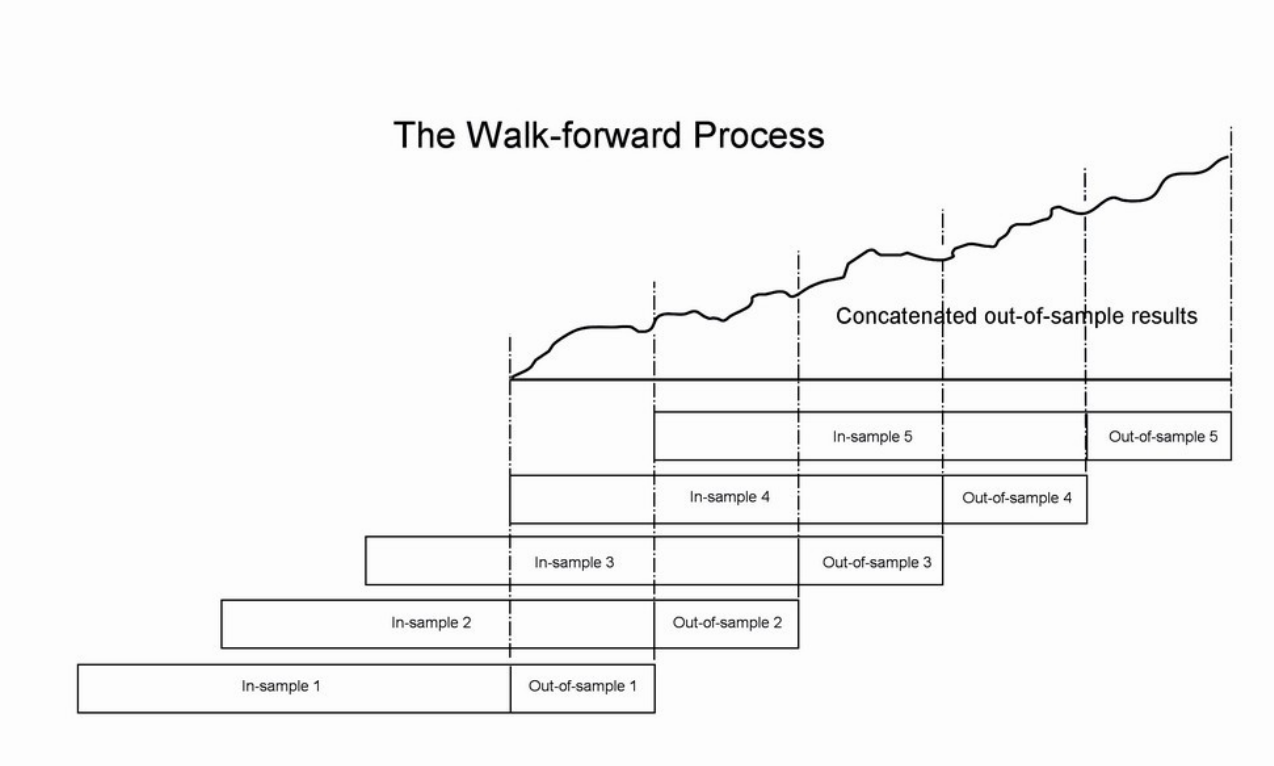 The Walk-forward Process
Concatenated out-of-sample results
In-sample 5 Out-of-sample 5
In-sample 4 Out-of-sample 4
In-sample 3 Out-of-sample 3
In-sample 2 Out-of-sample 2
In-sample 1 Out-of-sample 1